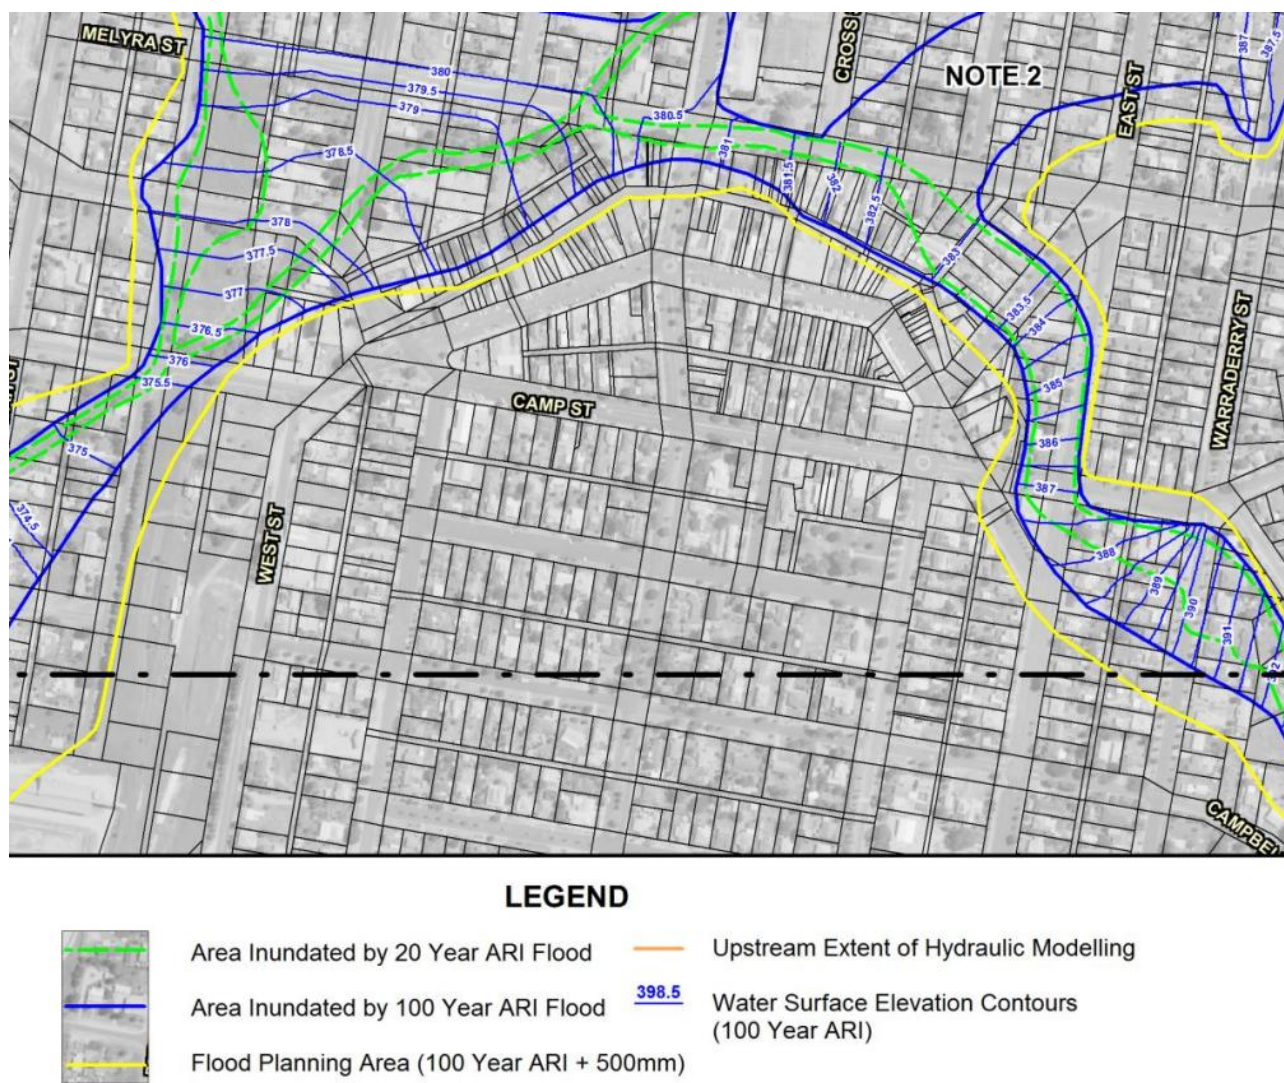 MELYRA ST
CROSS
387
387.5
NOTE.2
EAST ST
380
379.5
379
380.5
381
378.5
381.5
382
382.5
378
377.5
383
377
383.5
384
376.5
376
375.5
385
WARRADERRY ST
CAMP ST
386
375
387
374.5
WEST ST
388
389
390
391
CAMPBEL
LEGEND
Area Inundated by 20 Year ARI Flood
Upstream Extent of Hydraulic Modelling
Area Inundated by 100 Year ARI Flood
398.5
Water Surface Elevation Contours
(100 Year ARI)
Flood Planning Area (100 Year ARI + 500mm)